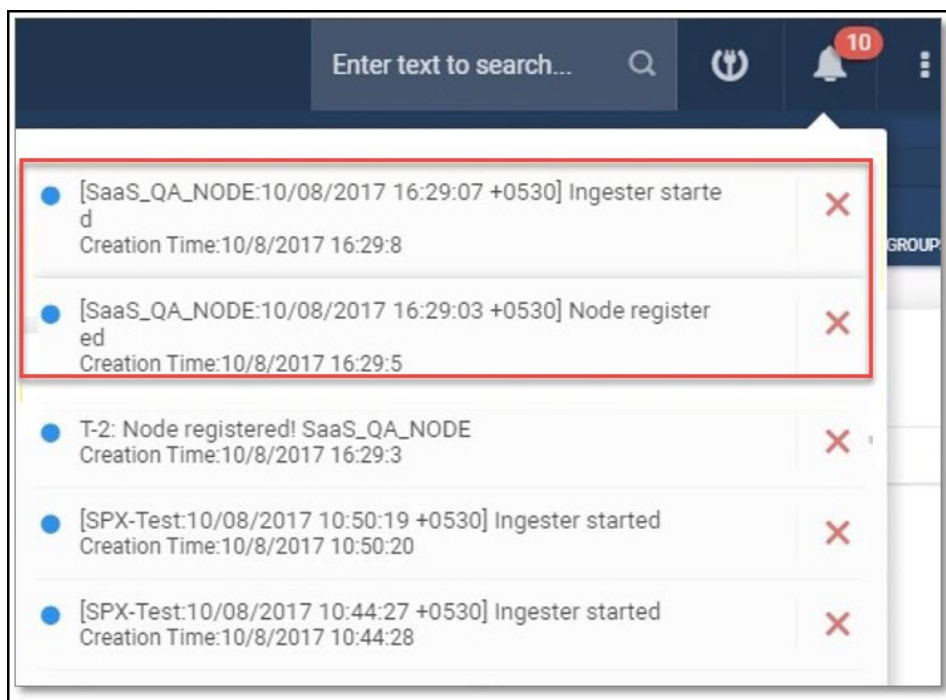 Enter text to search...
10
GROUP
[SaaS_QA_NODE:10/08/2017 16:29:07 +0530] Ingester starte
d
Creation Time:10/8/2017 16:29:8
[SaaS_QA_NODE:10/08/2017 16:29:03 +0530] Node register
ed
Creation Time:10/8/2017 16:29:5
T-2: Node registered! SaaS_QA_NODE
Creation Time:10/8/2017 16:29:3
[SPX-Test:10/08/2017 10:50:19 +0530] Ingester started
Creation Time:10/8/2017 10:50:20
[SPX-Test:10/08/2017 10:44:27 +0530] Ingester started
Creation Time:10/8/2017 10:44:28